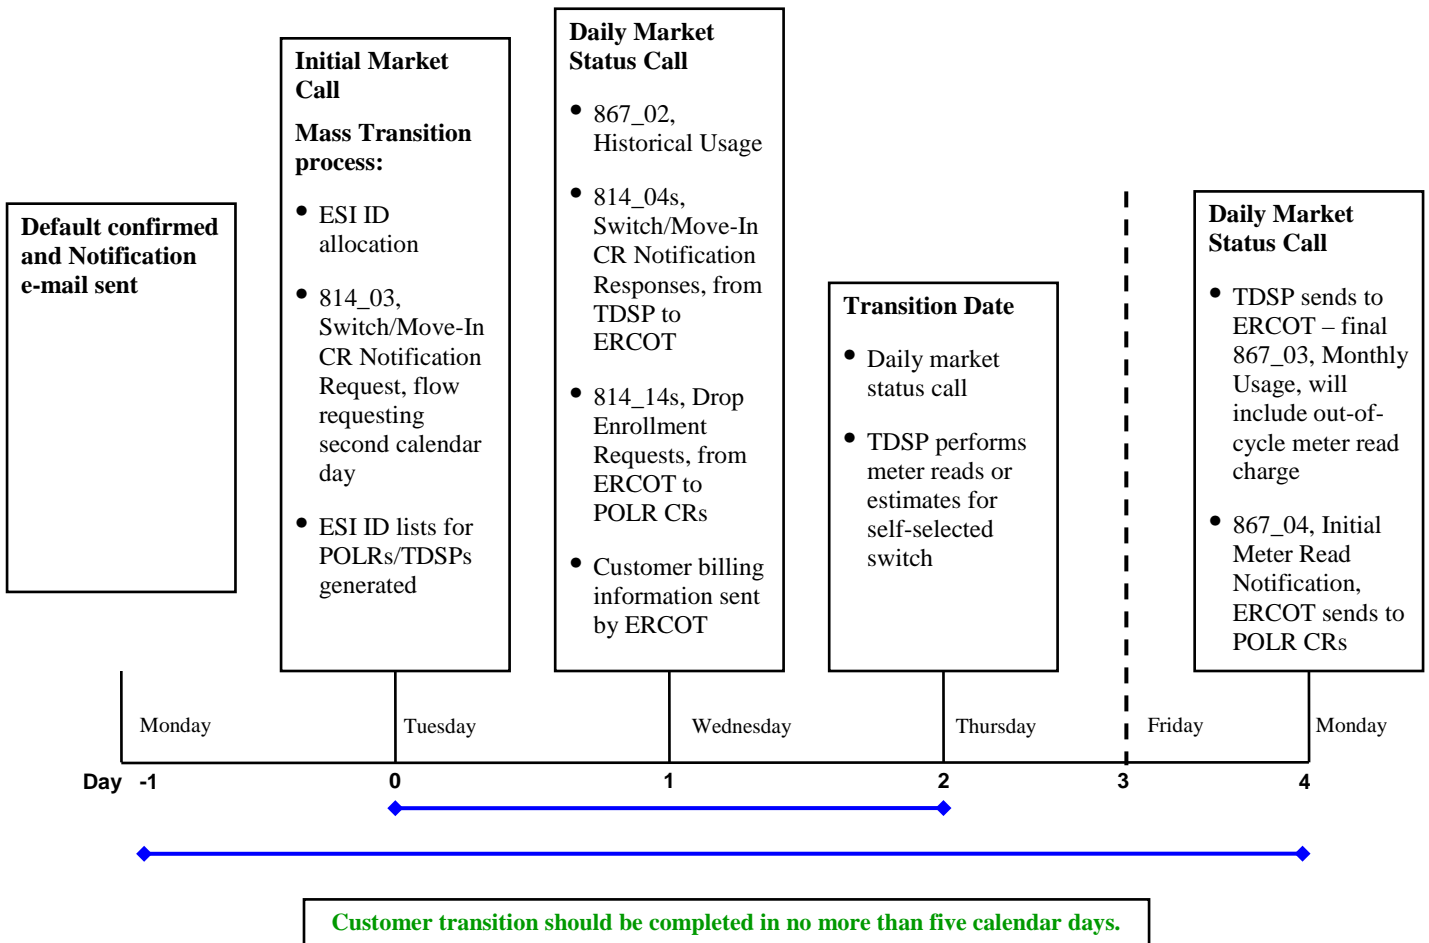 Default confirmed
and Notification
e-mail sent
Initial Market
Call
Mass Transition
process:
• ESI ID
allocation
• 814_03,
Switch/Move-In
CR Notification
Request, flow
requesting
second calendar
day
• ESI ID lists for
POLRs/TDSPs
generated
Daily Market
Status Call
• 867_02,
Historical Usage
• 814_04s,
Switch/Move-In
CR Notification
Responses, from
TDSP to
ERCOT
• 814_14s, Drop
Enrollment
Requests, from
ERCOT to
POLR CRs
• Customer billing
information sent
by ERCOT
Transition Date
• Daily market
status call
• TDSP performs
meter reads or
estimates for
self-selected
switch
Daily Market
Status Call
• TDSP sends to
ERCOT – final
867_03, Monthly
Usage, will
include out-of-
cycle meter read
charge
• 867_04, Initial
Meter Read
Notification,
ERCOT sends to
POLR CRs
Monday Tuesday Wednesday Thursday Friday Monday
Day -1 0 1 2 3 4
Customer transition should be completed in no more than five calendar days.